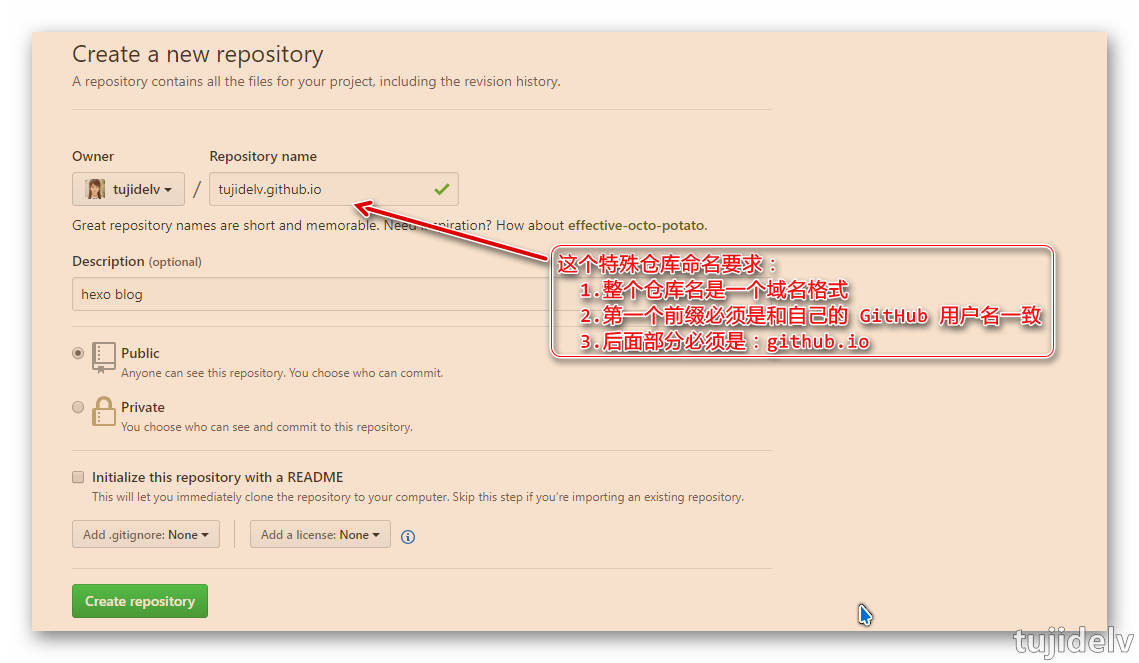 Create a new repository
A repository contains all the files for your project, including the revision history.
Owner
Repository name
tujidelv
/
tujidelv.github.io
Great repository names are short and memorable. Need inspiration? How about effective-octo-potato.
这个特殊仓库命名要求：
1.整个仓库名是一个域名格式
2.第一个前缀必须是和自己的 GitHub 用户名一致
3.后面部分必须是：github.io
Description (optional)
hexo blog
Public
Anyone can see this repository. You choose who can commit.
Private
You choose who can see and commit to this repository.
Initialize this repository with a README
This will let you immediately clone the repository to your computer. Skip this step if you're importing an existing repository.
Add .gitignore: None
Add a license: None
Create repository
tujidelv